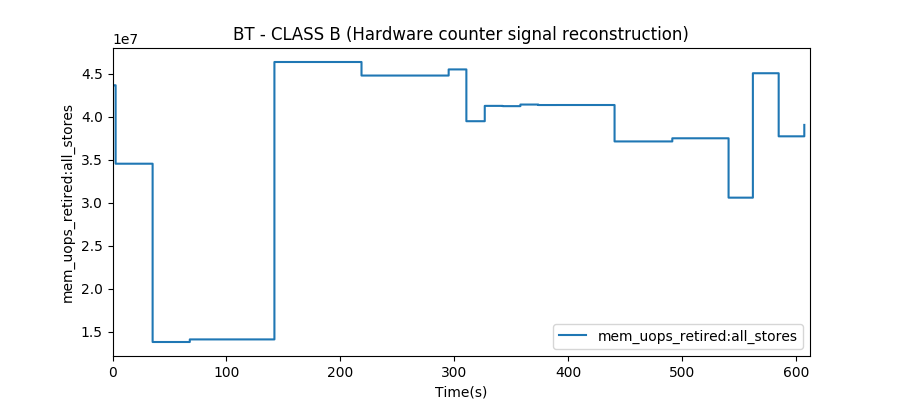 BT - CLASS B (Hardware counter signal reconstruction)
1e7
4.5
4.0
3.5
3.0
2.5
2.0
1.5
mem_uops_retired:all_stores
mem_uops_retired:all_stores
0 100 200 300 400 500 600
Time(s)